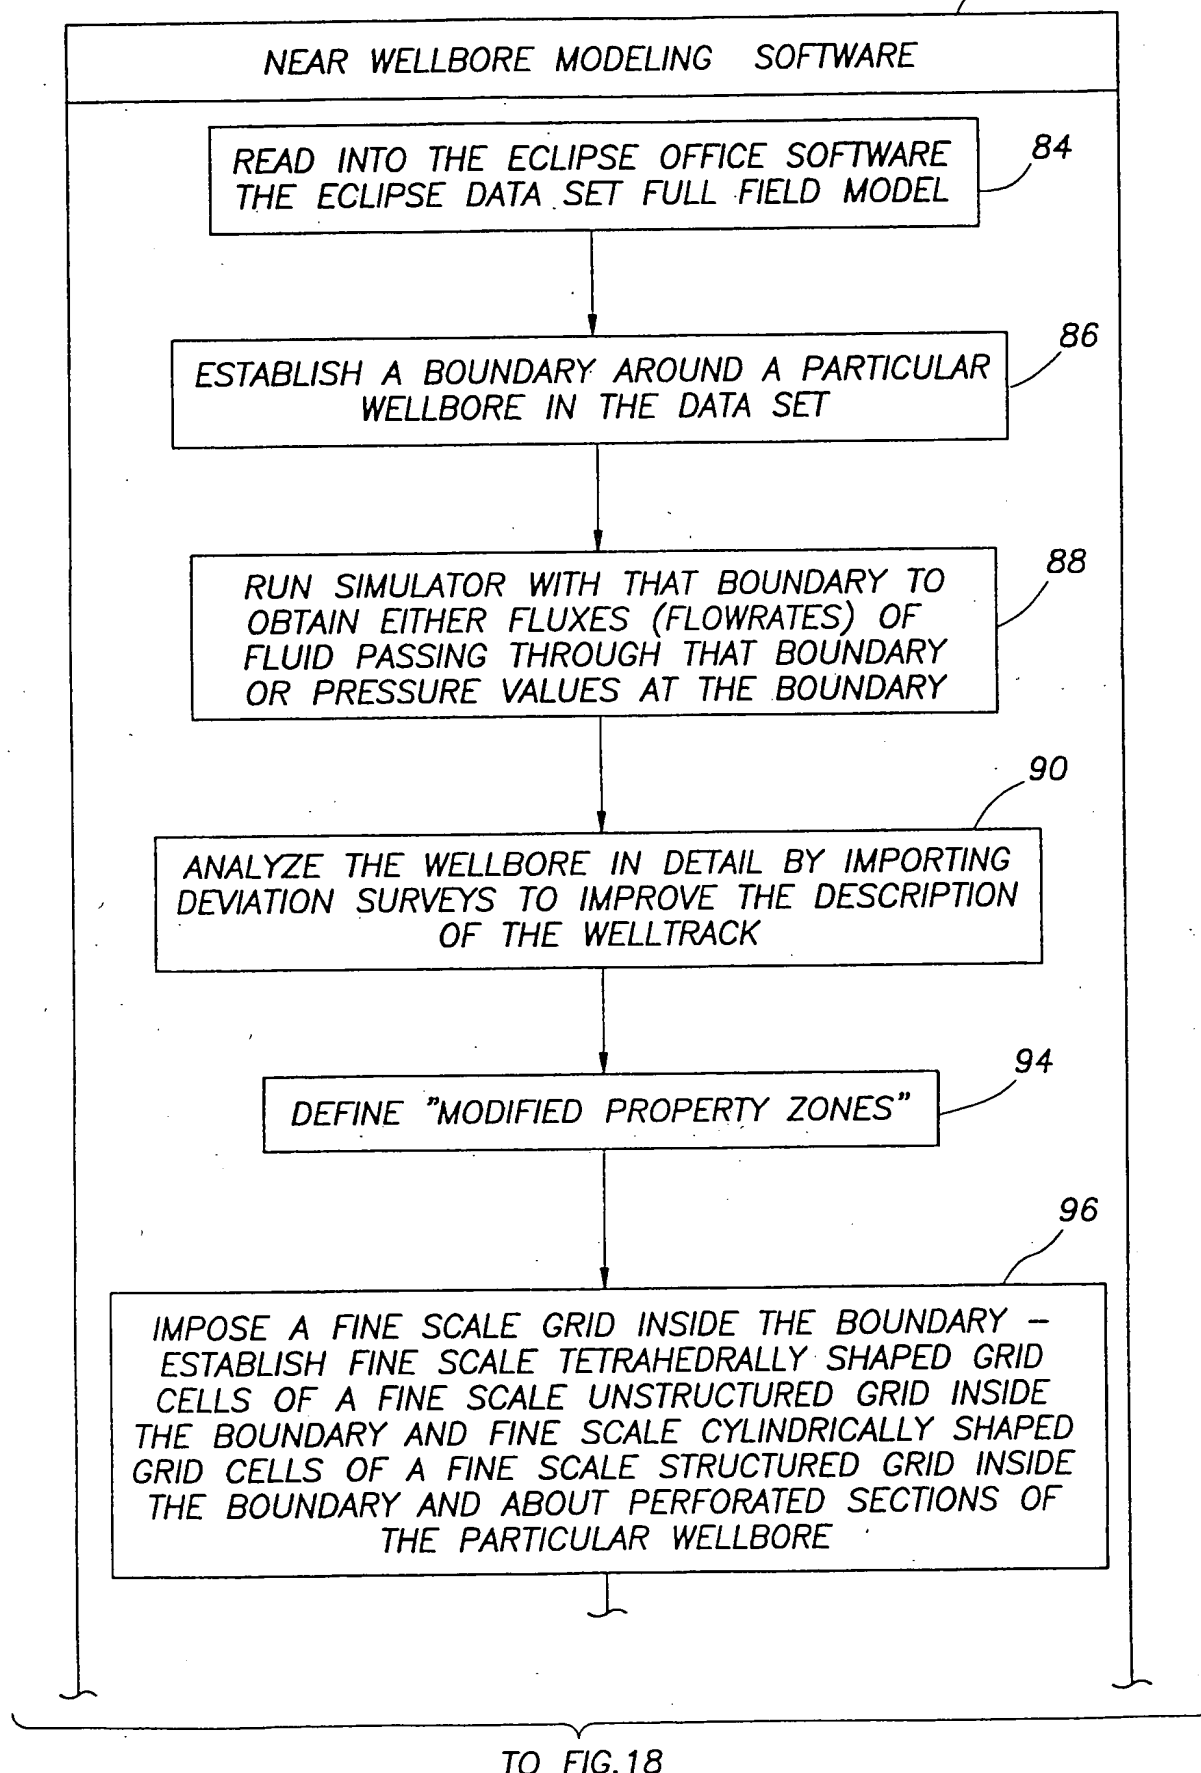 NEAR WELLBORE MODELING SOFTWARE
READ INTO THE ECLIPSE OFFICE SOFTWARE
THE ECLIPSE DATA SET FULL FIELD MODEL
84
ESTABLISH A BOUNDARY AROUND A PARTICULAR
WELLBORE IN THE DATA SET
86
RUN SIMULATOR WITH THAT BOUNDARY TO
OBTAIN EITHER FLUXES (FLOWRATES) OF
FLUID PASSING THROUGH THAT BOUNDARY
OR PRESSURE VALUES AT THE BOUNDARY
88
ANALYZE THE WELLBORE IN DETAIL BY IMPORTING
DEVIATION SURVEYS TO IMPROVE THE DESCRIPTION
OF THE WELLTRACK
90
DEFINE "MODIFIED PROPERTY ZONES"
94
IMPOSE A FINE SCALE GRID INSIDE THE BOUNDARY –
ESTABLISH FINE SCALE TETRAHEDRALLY SHAPED GRID
CELLS OF A FINE SCALE UNSTRUCTURED GRID INSIDE
THE BOUNDARY AND FINE SCALE CYLINDRICALLY SHAPED
GRID CELLS OF A FINE SCALE STRUCTURED GRID INSIDE
THE BOUNDARY AND ABOUT PERFORATED SECTIONS OF
THE PARTICULAR WELLBORE
96
TO FIG.18